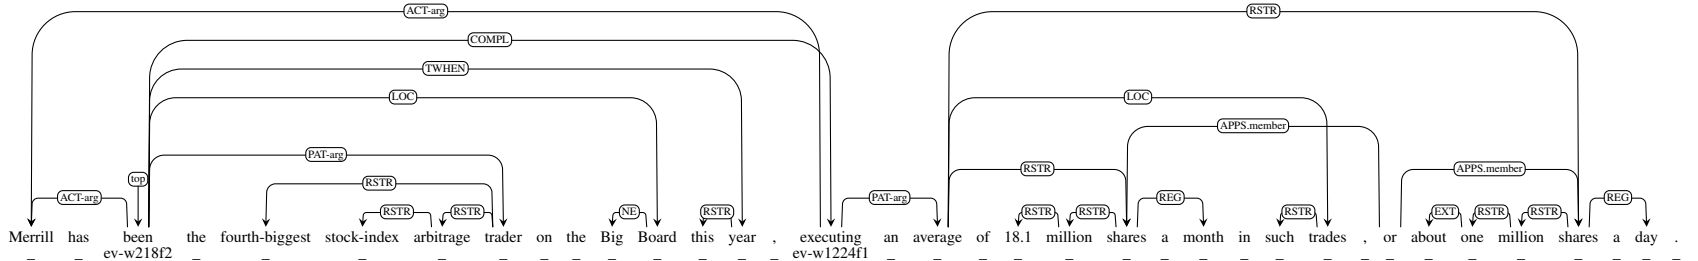 ACT-arg RSTR
COMPL
TWHEN
LOC LOC
APPS.member
PAT-arg
top RSTR RSTR APPS.member
ACT-arg PAT-arg REG REG
RSTR RSTR NE RSTR RSTR RSTR RSTR EXT RSTR RSTR
Merrill has been the fourth-biggest stock-index arbitrage trader on the Big Board this year , executing an average of 18.1 million shares a month in such trades , or about one million shares a day .
_ _ ev-w218f2 _ _ _ _ _ _ _ _ _ _ _ _ ev-w1224f1 _ _ _ _ _ _ _ _ _ _ _ _ _ _ _ _ _ _ _ _